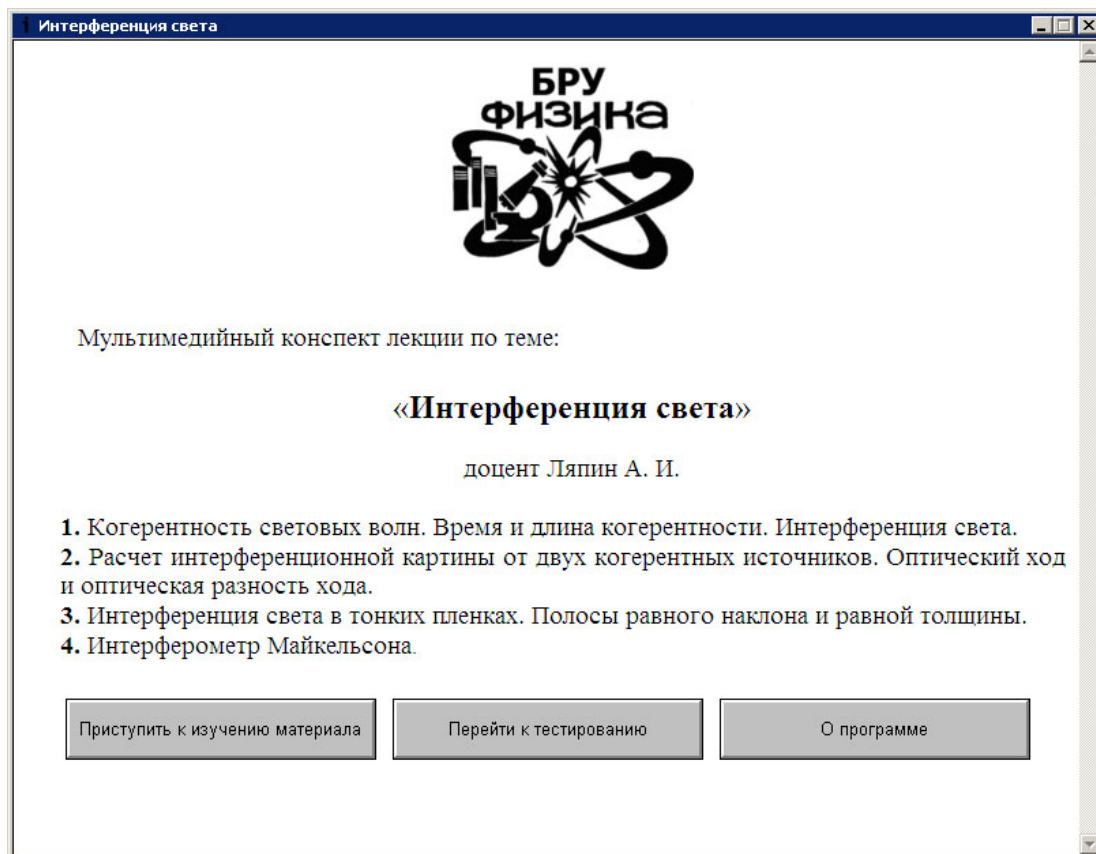 Интерференция света
БРУ
ФИЗИКА
Мультимедийный конспект лекции по теме:
«Интерференция света»
доцент Ляпин А. И.
1. Когерентность световых волн. Время и длина когерентности. Интерференция света.
2. Расчет интерференционной картины от двух когерентных источников. Оптический ход
и оптическая разность хода.
3. Интерференция света в тонких пленках. Полосы равного наклона и равной толщины.
4. Интерферометр Майкельсона.
Приступить к изучению материала
Перейти к тестированию
О программе